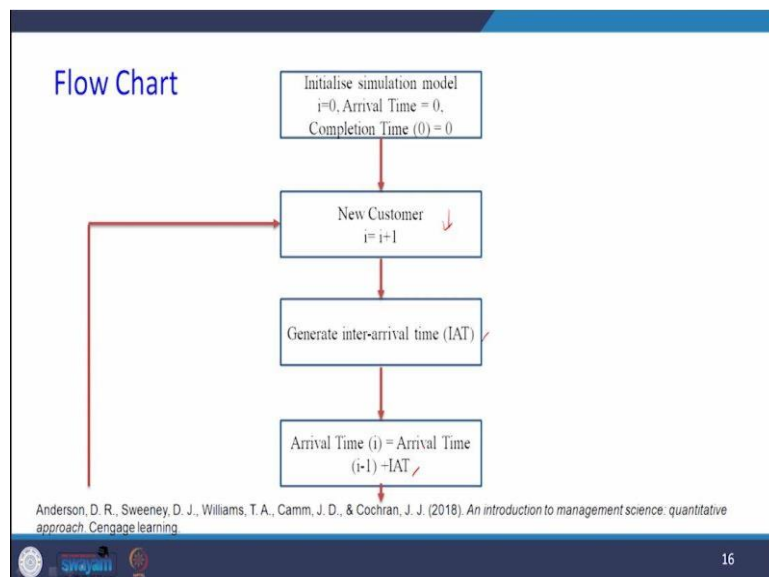 Flow Chart
Initialise simulation model
i=0, Arrival Time = 0,
Completion Time (0) = 0
New Customer
i= i+1
Generate inter-arrival time (IAT)
Arrival Time (i) = Arrival Time
(i-1) +IAT
Anderson, D. R., Sweeney, D. J., Williams, T. A., Camm, J. D., & Cochran, J. J. (2018). An introduction to management science: quantitative
approach. Cengage learning.
swayam
16